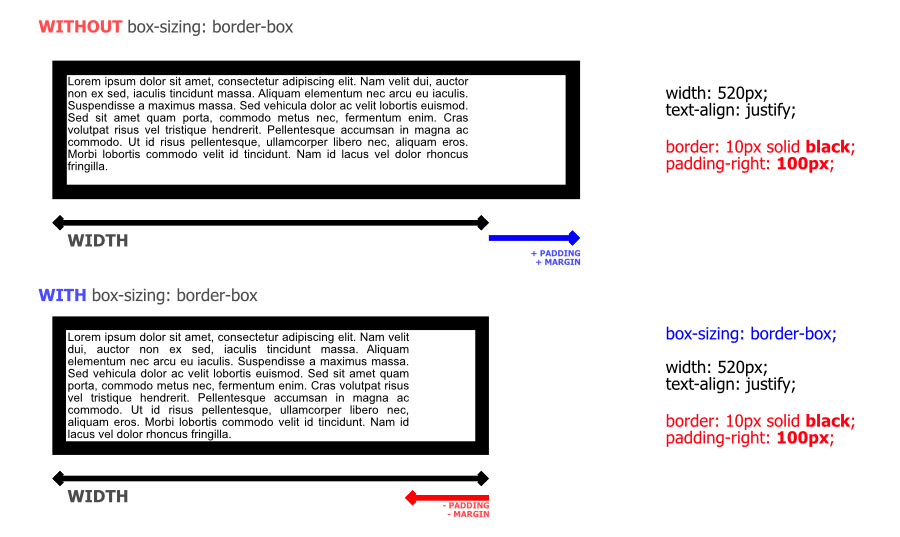 WITHOUT box-sizing: border-box
Lorem ipsum dolor sit amet, consectetur adipiscing elit. Nam velit dui, auctor
non ex sed, iaculis tincidunt massa. Aliquam elementum nec arcu eu iaculis.
Suspendisse a maximus massa. Sed vehicula dolor ac velit lobortis euismod.
Sed sit amet quam porta, commodo metus nec, fermentum enim. Cras
volutpat risus vel tristique hendrerit. Pellentesque accumsan in magna ac
commodo. Ut id risus pellentesque, ullamcorper libero nec, aliquam eros.
Morbi lobortis commodo velit id tincidunt. Nam id lacus vel dolor rhoncus
fringilla.
width: 520px;
text-align: justify;
border: 10px solid black;
padding-right: 100px;
WIDTH
+ PADDING
+ MARGIN
WITH box-sizing: border-box
Lorem ipsum dolor sit amet, consectetur adipiscing elit. Nam velit
dui, auctor non ex sed, iaculis tincidunt massa. Aliquam
elementum nec arcu eu iaculis. Suspendisse a maximus massa.
Sed vehicula dolor ac velit lobortis euismod. Sed sit amet quam
porta, commodo metus nec, fermentum enim. Cras volutpat risus
vel tristique hendrerit. Pellentesque accumsan in magna ac
commodo. Ut id risus pellentesque, ullamcorper libero nec,
aliquam eros. Morbi lobortis commodo velit id tincidunt. Nam id
lacus vel dolor rhoncus fringilla.
box-sizing: border-box;
width: 520px;
text-align: justify;
border: 10px solid black;
padding-right: 100px;
WIDTH
- PADDING
- MARGIN